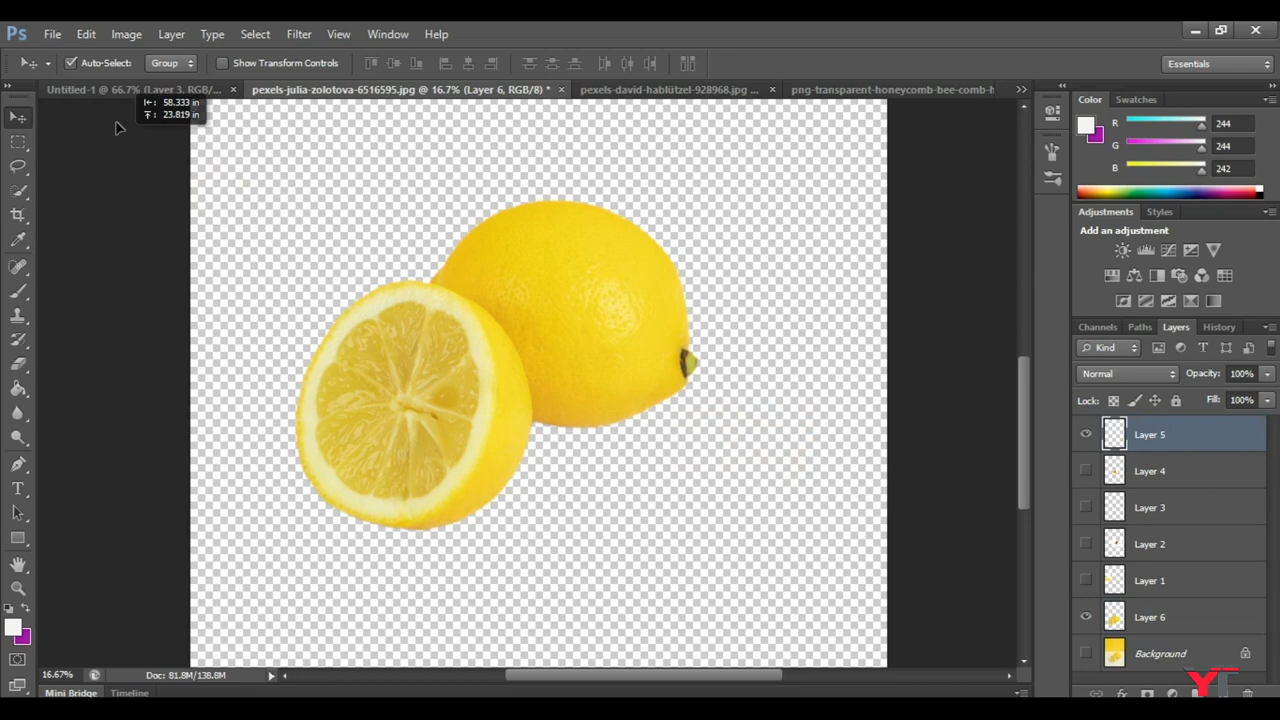 Ps File Edit Image Layer Type Select Filter View Window Help
Auto-Select: Group Show Transform Controls Essentials
Untitled-1 @ 66.7% (Layer 3, RGB/... × pexels-julia-zolotova-6516595.jpg @ 16.7% (Layer 6, RGB/8) * × pexels-david-hablützel-928968.jpg ... × png-transparent-honeycomb-bee-comb-h
58.333 in
23.819 in
Color Swatches
R 244
G 244
B 242
Adjustments Styles
Add an adjustment
Channels Paths Layers History
Kind
Normal Opacity: 100%
Lock: Fill: 100%
Layer 5
Layer 4
Layer 3
Layer 2
Layer 1
Layer 6
Background
16.67% Doc: 81.8M/138.8M
Mini Bridge Timeline
YT